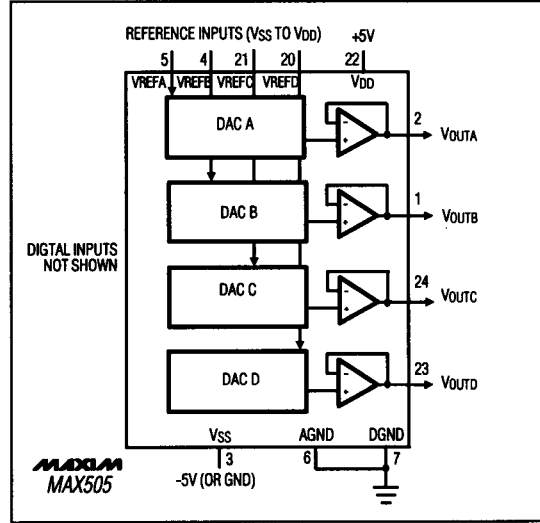 REFERENCE INPUTS (VSS TO VDD) +5V
5 4 21 20 22
VREFA VREFB VREFC VREFD VDD
DAC A
- +
2 VOUTA
DAC B
- +
1 VOUTB
DIGTAL INPUTS
NOT SHOWN
DAC C
- +
24 VOUTC
DAC D
- +
23 VOUTD
VSS AGND DGND
3 6 7
-5V (OR GND)
MAXIM
MAX505